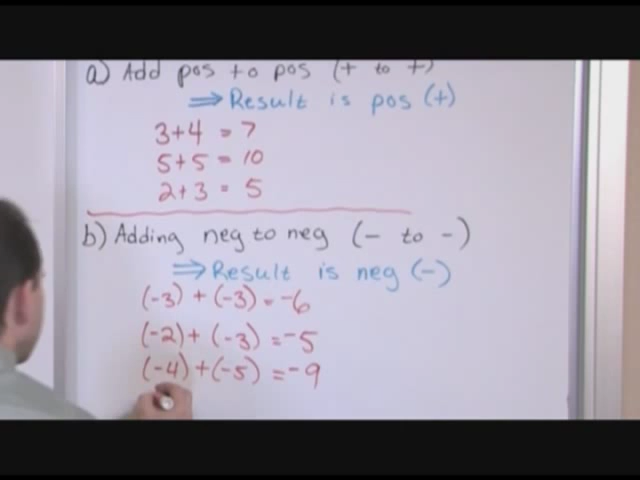 a) Add pos to pos (+ to +)
⇒ Result is pos (+)
3+4 = 7
5+5 = 10
2+3 = 5
b) Adding neg to neg (- to -)
⇒ Result is neg (-)
(-3) + (-3) = -6
(-2) + (-3) = -5
(-4) + (-5) = -9